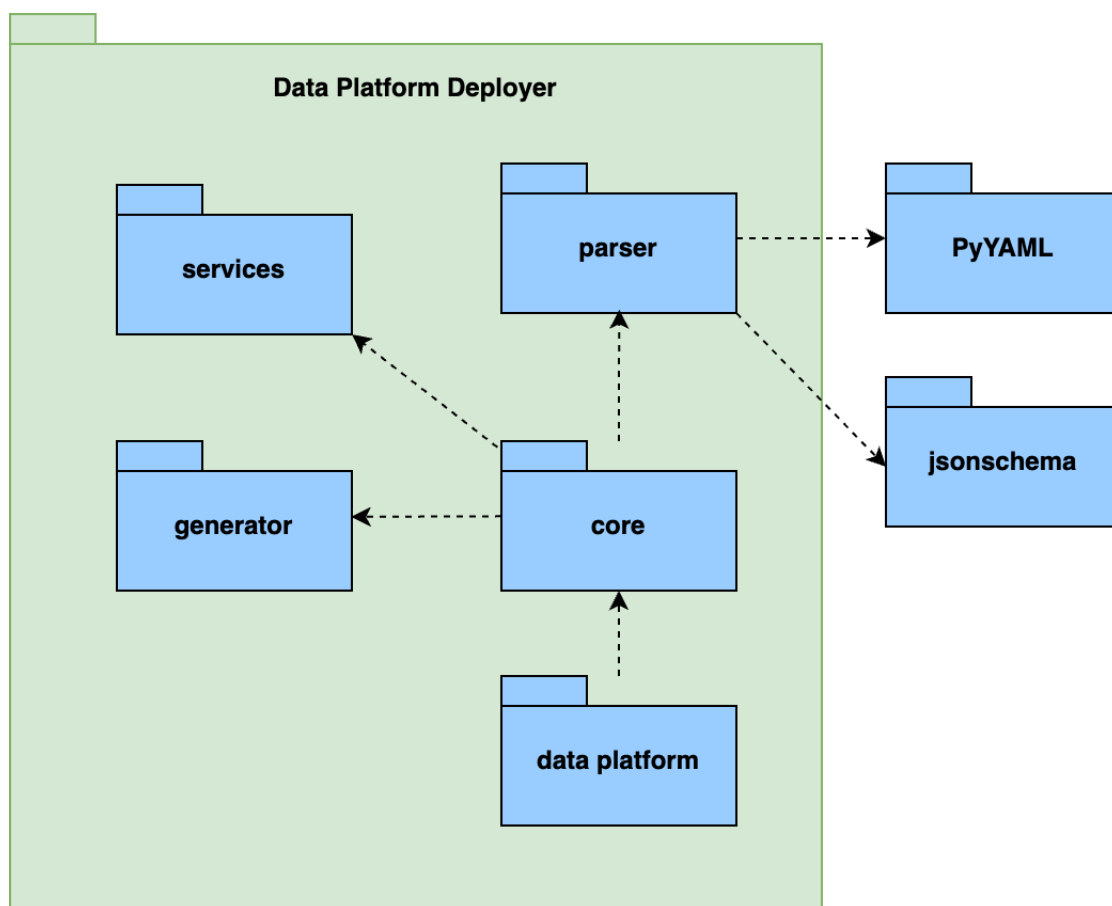 Data Platform Deployer
services
parser
PyYAML
generator
core
jsonschema
data platform